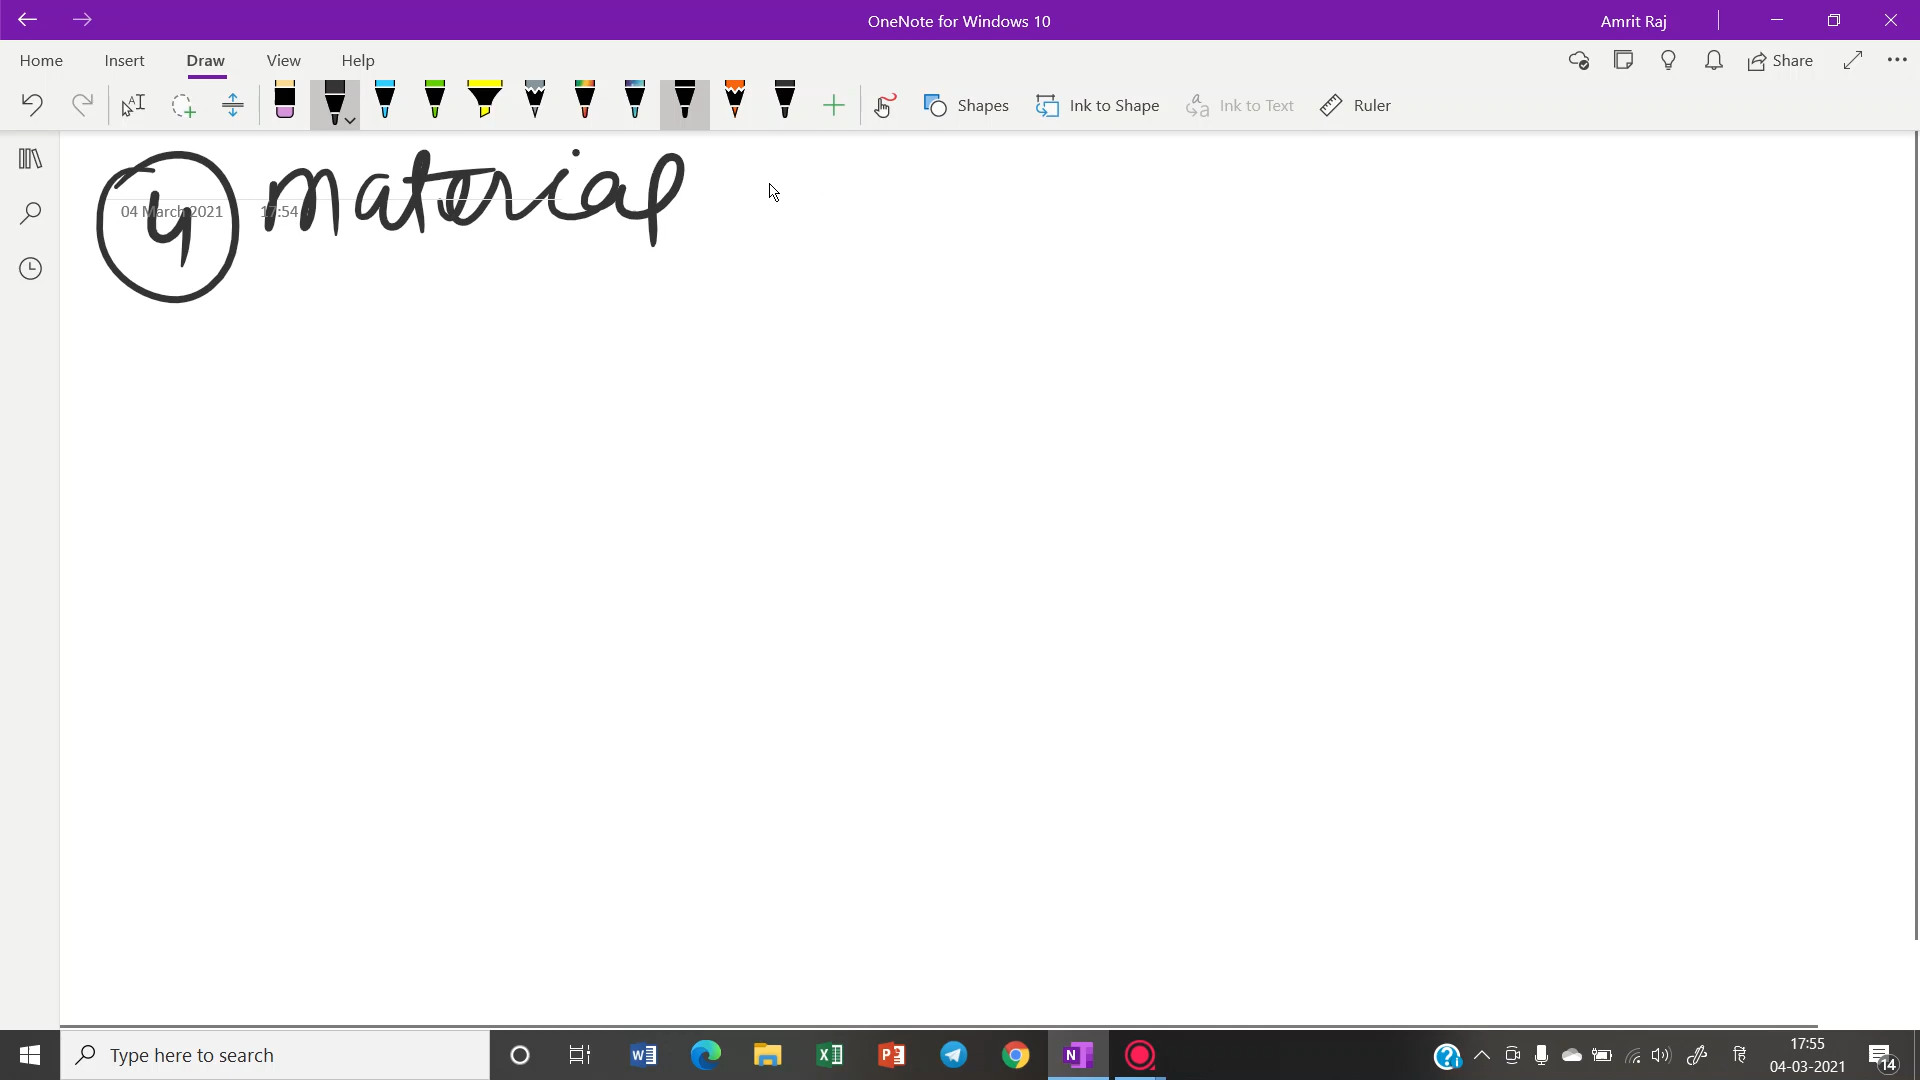 OneNote for Windows 10
Amrit Raj
Home Insert Draw View Help
Share
Shapes Ink to Shape Ink to Text Ruler
4 material
04 March 2021 17:54
Type here to search
हि
17:55
04-03-2021
14